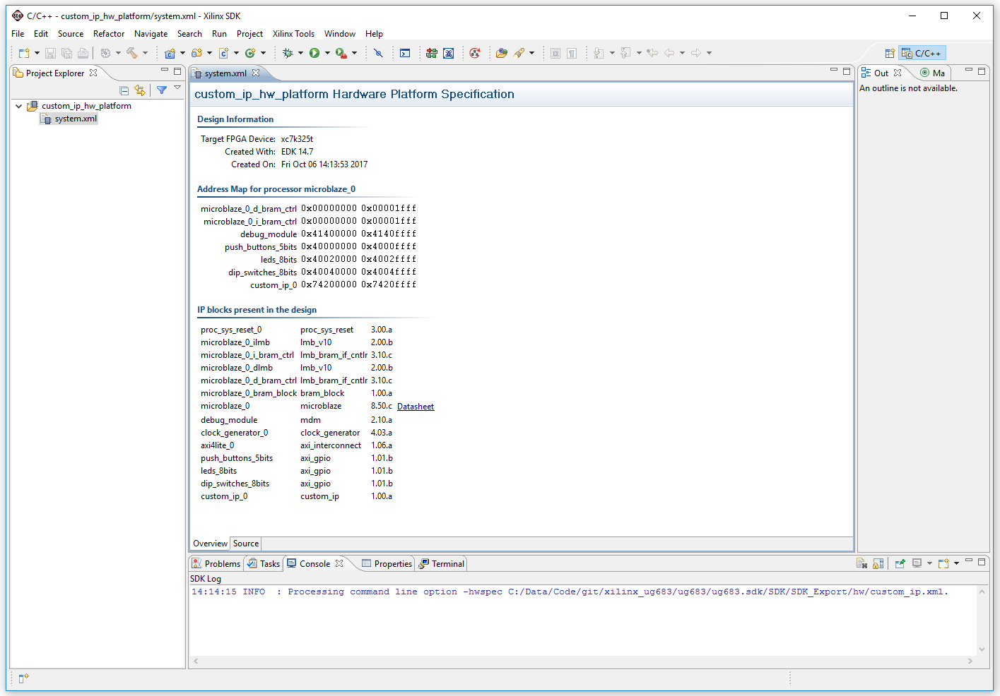 C/C++ - custom_ip_hw_platform/system.xml - Xilinx SDK
File Edit Source Refactor Navigate Search Run Project Xilinx Tools Window Help
C/C++
Project Explorer
custom_ip_hw_platform
system.xml
system.xml
custom_ip_hw_platform Hardware Platform Specification
Design Information
Target FPGA Device: xc7k325t
Created With: EDK 14.7
Created On: Fri Oct 06 14:13:53 2017
Address Map for processor microblaze_0
microblaze_0_d_bram_ctrl 0x00000000 0x00001fff
microblaze_0_i_bram_ctrl 0x00000000 0x00001fff
debug_module 0x41400000 0x4140ffff
push_buttons_5bits 0x40000000 0x4000ffff
leds_8bits 0x40020000 0x4002ffff
dip_switches_8bits 0x40040000 0x4004ffff
custom_ip_0 0x74200000 0x7420ffff
IP blocks present in the design
proc_sys_reset_0 proc_sys_reset 3.00.a
microblaze_0_ilmb lmb_v10 2.00.b
microblaze_0_i_bram_ctrl lmb_bram_if_cntlr 3.10.c
microblaze_0_dlmb lmb_v10 2.00.b
microblaze_0_d_bram_ctrl lmb_bram_if_cntlr 3.10.c
microblaze_0_bram_block bram_block 1.00.a
microblaze_0 microblaze 8.50.c Datasheet
debug_module mdm 2.10.a
clock_generator_0 clock_generator 4.03.a
axi4lite_0 axi_interconnect 1.06.a
push_buttons_5bits axi_gpio 1.01.b
leds_8bits axi_gpio 1.01.b
dip_switches_8bits axi_gpio 1.01.b
custom_ip_0 custom_ip 1.00.a
Overview Source
Out Ma
An outline is not available.
Problems Tasks Console Properties Terminal
SDK Log
14:14:15 INFO : Processing command line option -hwspec C:/Data/Code/git/xilinx_ug683/ug683/ug683.sdk/SDK/SDK_Export/hw/custom_ip.xml.